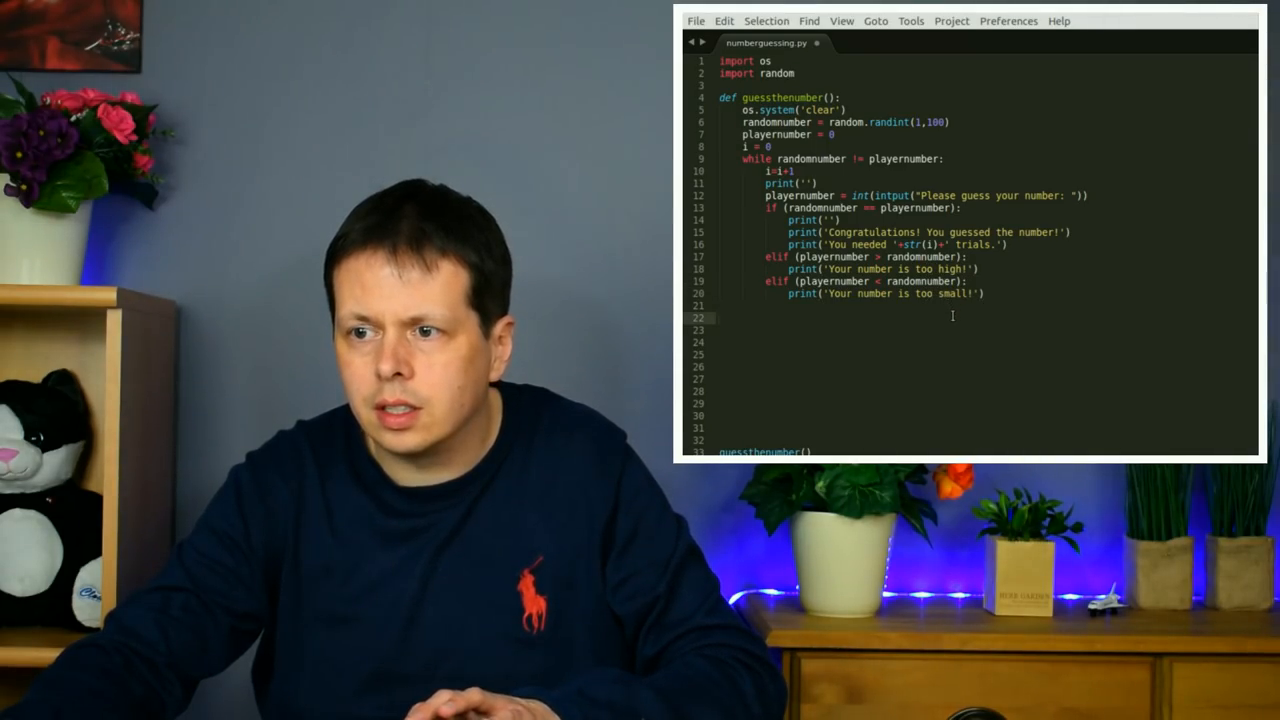 File Edit Selection Find View Goto Tools Project Preferences Help
numberguessing.py
1 import os
2 import random
3
4 def guessthenumber():
5 os.system('clear')
6 randomnumber = random.randint(1,100)
7 playernumber = 0
8 i = 0
9 while randomnumber != playernumber:
10 i=i+1
11 print('')
12 playernumber = int(intput("Please guess your number: "))
13 if (randomnumber == playernumber):
14 print('')
15 print('Congratulations! You guessed the number!')
16 print('You needed '+str(i)+' trials.')
17 elif (playernumber > randomnumber):
18 print('Your number is too high!')
19 elif (playernumber < randomnumber):
20 print('Your number is too small!')
21
22
23
24
25
26
27
28
29
30
31
32
33 guessthenumber()
HERB GARDEN